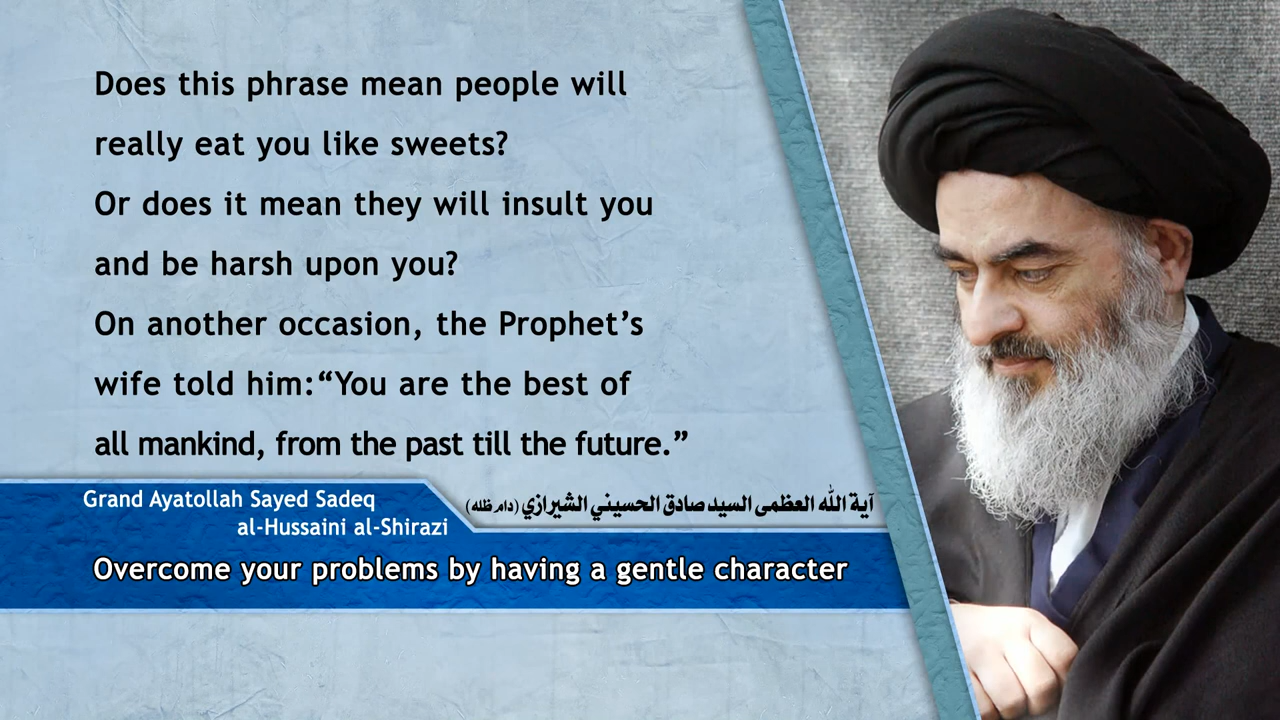 Does this phrase mean people will
really eat you like sweets?
Or does it mean they will insult you
and be harsh upon you?
On another occasion, the Prophet’s
wife told him:“You are the best of
all mankind, from the past till the future.”
Grand Ayatollah Sayed Sadeq
al-Hussaini al-Shirazi
آية الله العظمى السيد صادق الحسيني الشيرازي (دام ظله)
Overcome your problems by having a gentle character